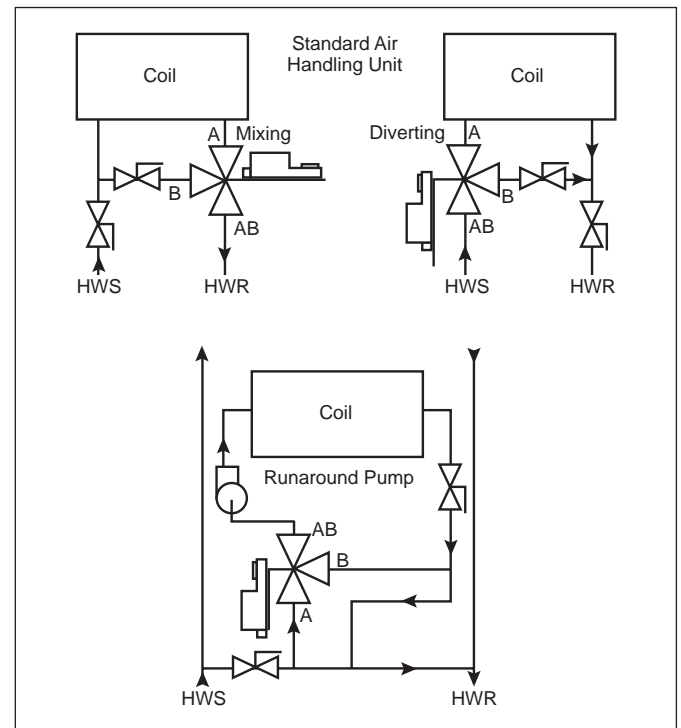 Standard Air
Handling Unit
Coil
Coil
A
Mixing
Diverting
A
B
B
AB
AB
HWS
HWR
HWS
HWR
Coil
Runaround Pump
AB
B
A
HWS
HWR